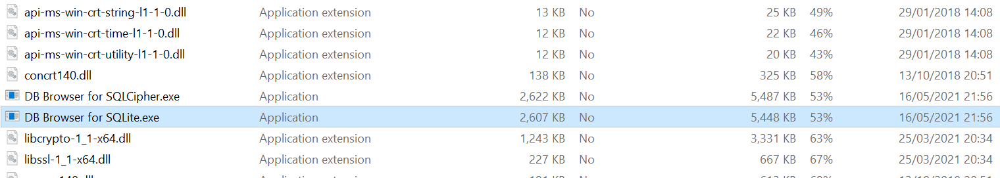 api-ms-win-crt-string-l1-1-0.dll Application extension 13 KB No 25 KB 49% 29/01/2018 14:08
api-ms-win-crt-time-l1-1-0.dll Application extension 12 KB No 22 KB 46% 29/01/2018 14:08
api-ms-win-crt-utility-l1-1-0.dll Application extension 12 KB No 20 KB 43% 29/01/2018 14:08
concrt140.dll Application extension 138 KB No 325 KB 58% 13/10/2018 20:51
DB Browser for SQLCipher.exe Application 2,622 KB No 5,487 KB 53% 16/05/2021 21:56
DB Browser for SQLite.exe Application 2,607 KB No 5,448 KB 53% 16/05/2021 21:56
libcrypto-1_1-x64.dll Application extension 1,243 KB No 3,331 KB 63% 25/03/2021 20:34
libssl-1_1-x64.dll Application extension 227 KB No 667 KB 67% 25/03/2021 20:34
Application extension